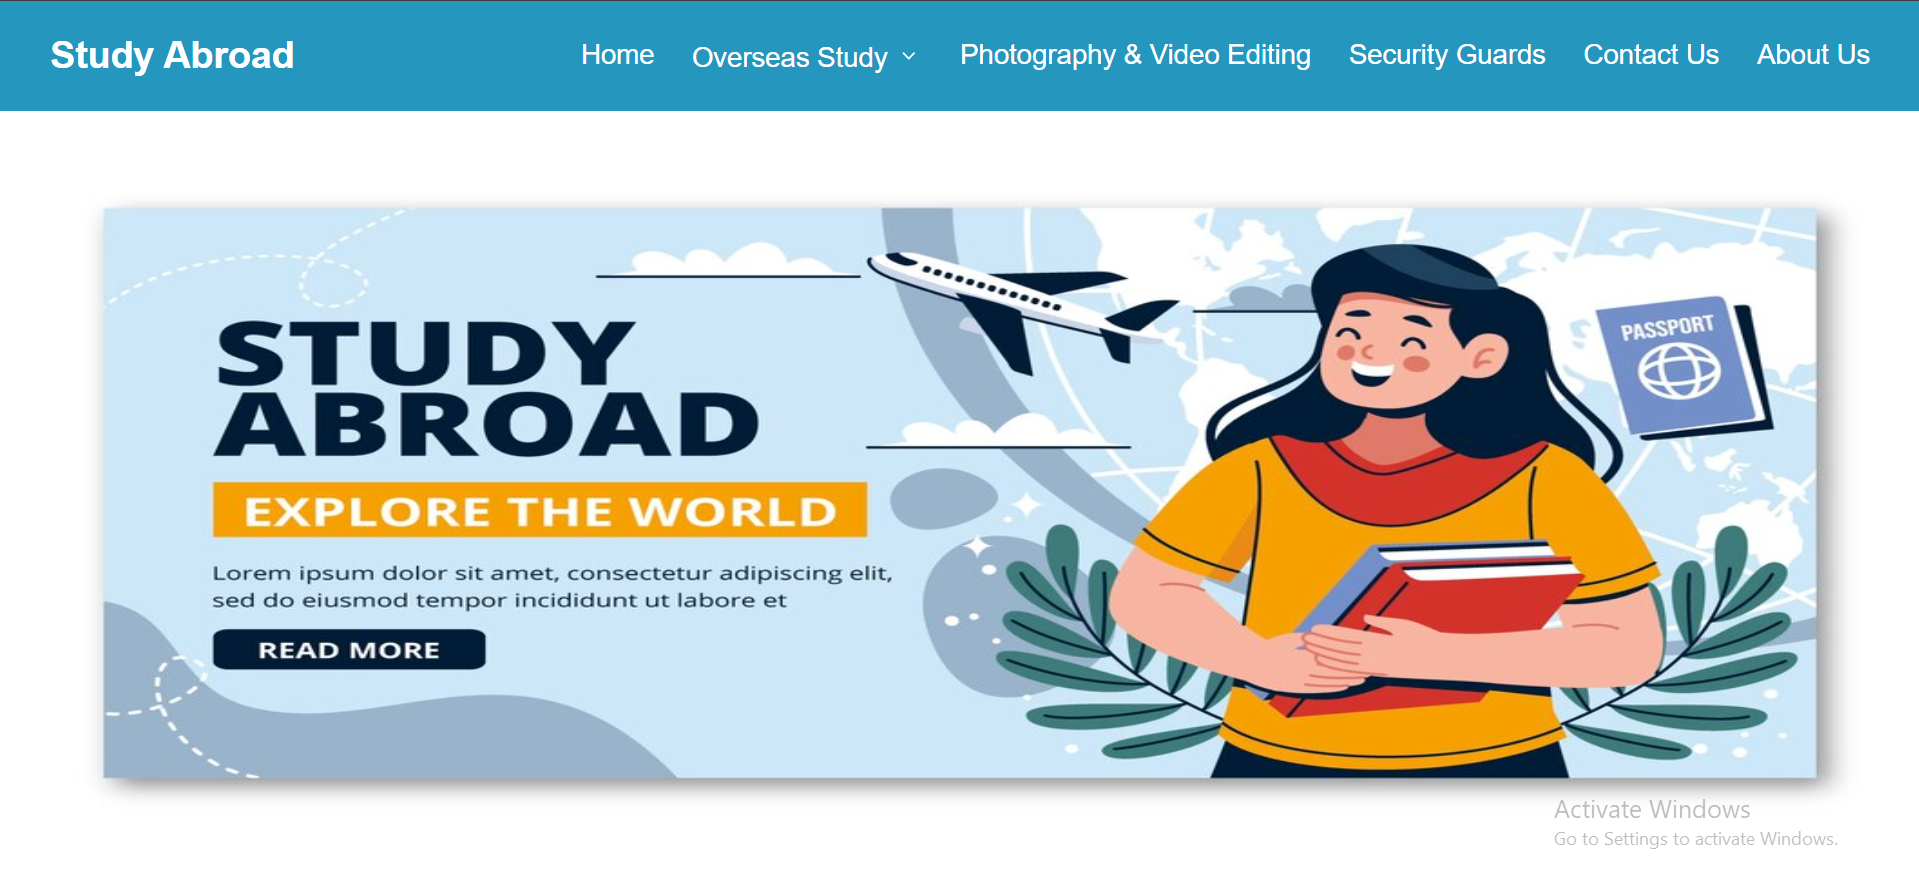 Study Abroad
Home Overseas Study Photography & Video Editing Security Guards Contact Us About Us
STUDY
ABROAD
EXPLORE THE WORLD
Lorem ipsum dolor sit amet, consectetur adipiscing elit,
sed do eiusmod tempor incididunt ut labore et
READ MORE
PASSPORT
Activate Windows
Go to Settings to activate Windows.